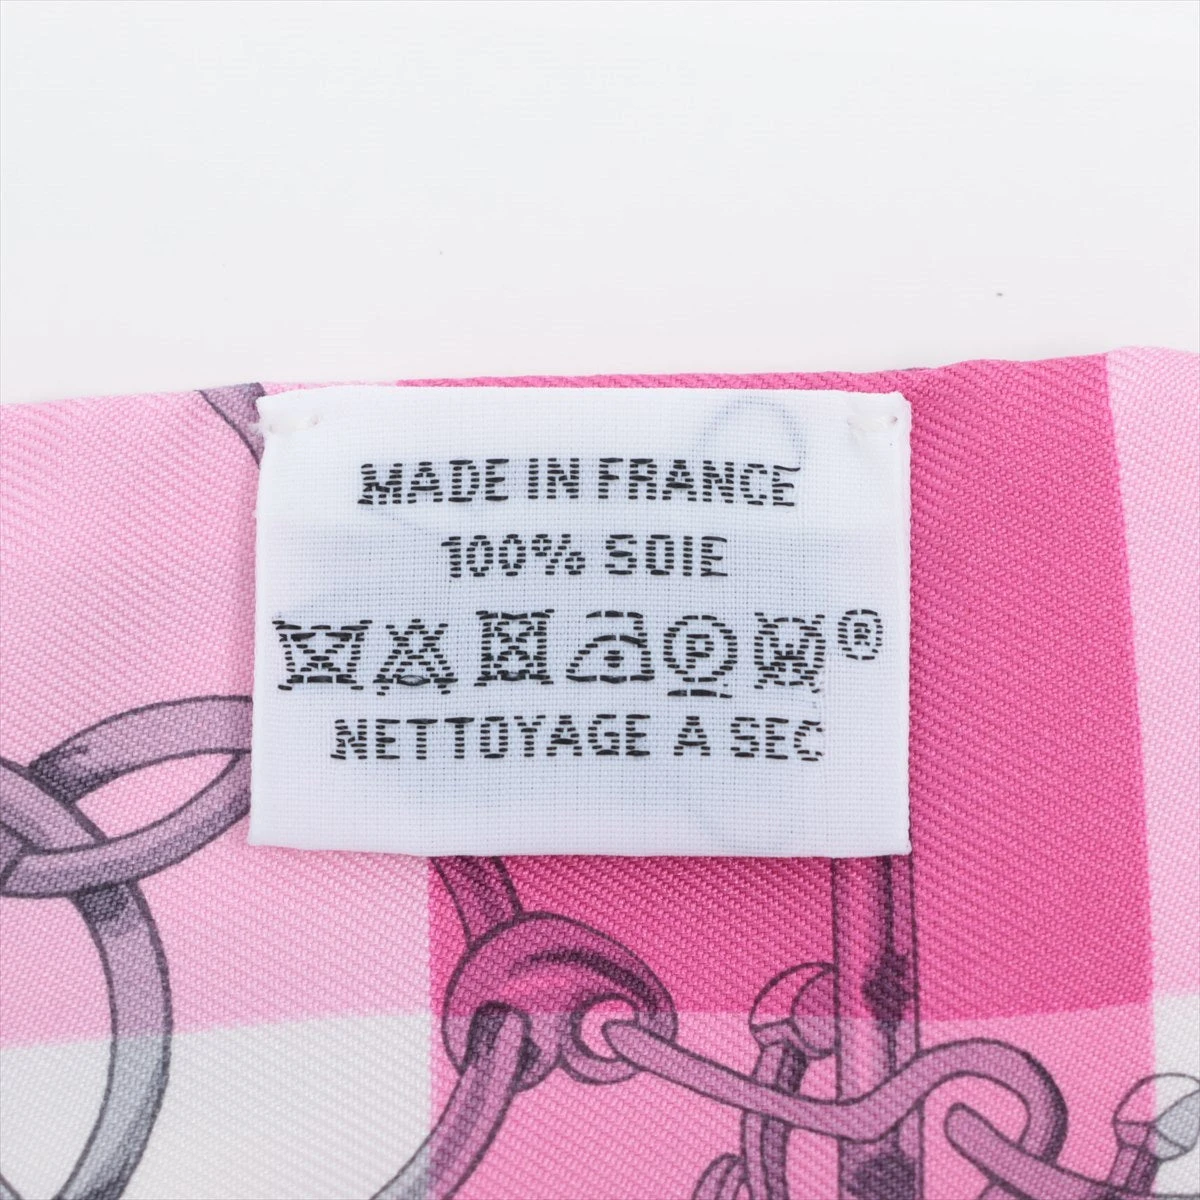 MADE IN FRANCE
100% SOIE
P W ®
NETTOYAGE A SEC